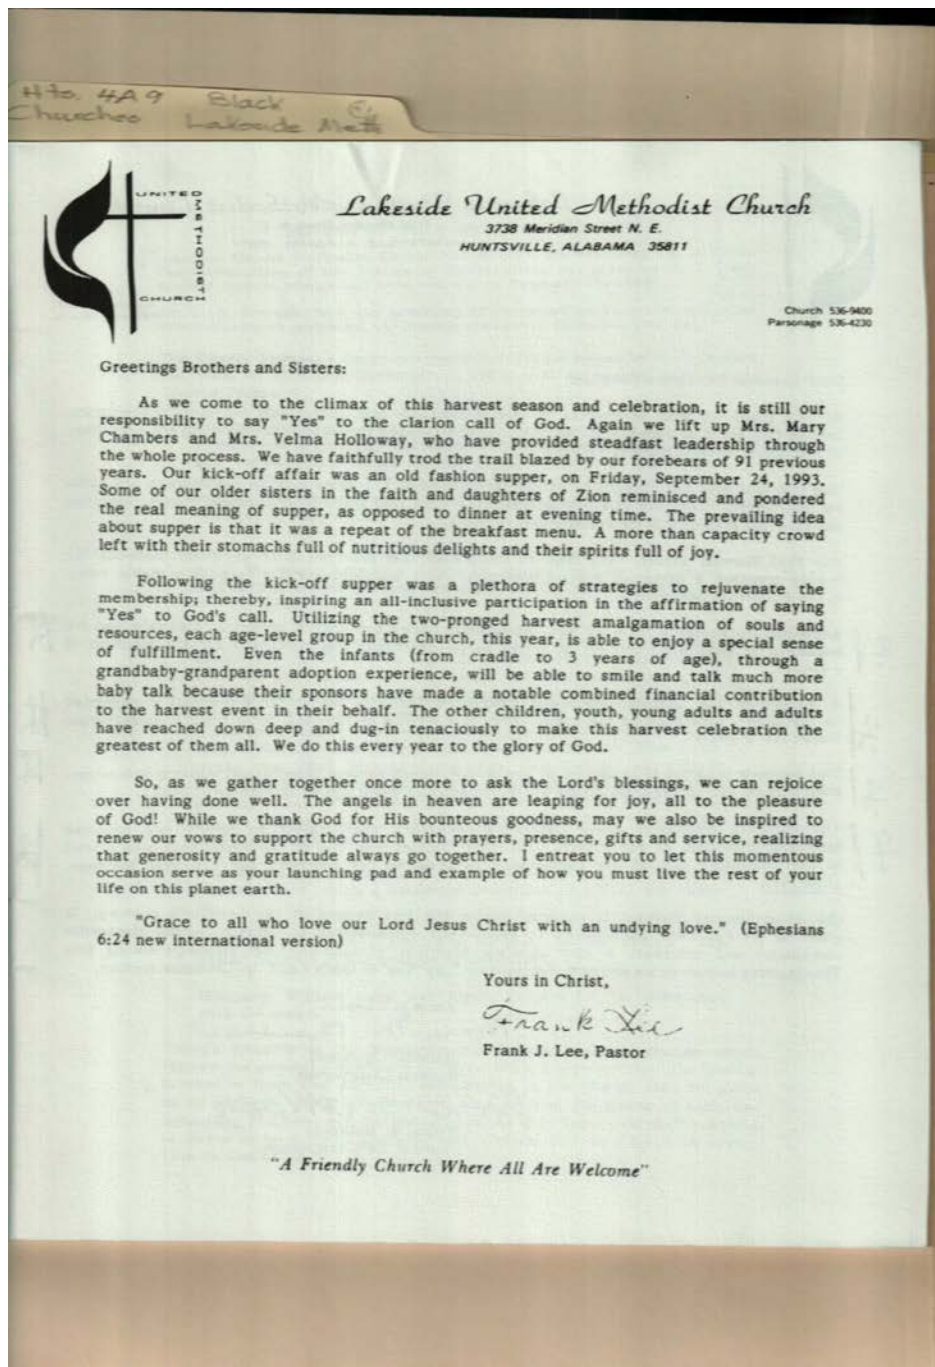 Hto. 4A9 Black
Churches Lakeside Meth
UNITED
METHODIST
CHURCH
Lakeside United Methodist Church
3738 Meridian Street N. E.
HUNTSVILLE, ALABAMA 35811
Church 536-9400
Parsonage 536-4230
Greetings Brothers and Sisters:
As we come to the climax of this harvest season and celebration, it is still our
responsibility to say "Yes" to the clarion call of God. Again we lift up Mrs. Mary
Chambers and Mrs. Velma Holloway, who have provided steadfast leadership through
the whole process. We have faithfully trod the trail blazed by our forebears of 91 previous
years. Our kick-off affair was an old fashion supper, on Friday, September 24, 1993.
Some of our older sisters in the faith and daughters of Zion reminisced and pondered
the real meaning of supper, as opposed to dinner at evening time. The prevailing idea
about supper is that it was a repeat of the breakfast menu. A more than capacity crowd
left with their stomachs full of nutritious delights and their spirits full of joy.
Following the kick-off supper was a plethora of strategies to rejuvenate the
membership; thereby, inspiring an all-inclusive participation in the affirmation of saying
"Yes" to God's call. Utilizing the two-pronged harvest amalgamation of souls and
resources, each age-level group in the church, this year, is able to enjoy a special sense
of fulfillment. Even the infants (from cradle to 3 years of age), through a
grandbaby-grandparent adoption experience, will be able to smile and talk much more
baby talk because their sponsors have made a notable combined financial contribution
to the harvest event in their behalf. The other children, youth, young adults and adults
have reached down deep and dug-in tenaciously to make this harvest celebration the
greatest of them all. We do this every year to the glory of God.
So, as we gather together once more to ask the Lord's blessings, we can rejoice
over having done well. The angels in heaven are leaping for joy, all to the pleasure
of God! While we thank God for His bounteous goodness, may we also be inspired to
renew our vows to support the church with prayers, presence, gifts and service, realizing
that generosity and gratitude always go together. I entreat you to let this momentous
occasion serve as your launching pad and example of how you must live the rest of your
life on this planet earth.
"Grace to all who love our Lord Jesus Christ with an undying love." (Ephesians
6:24 new international version)
Yours in Christ,
Frank Lee
Frank J. Lee, Pastor
"A Friendly Church Where All Are Welcome"